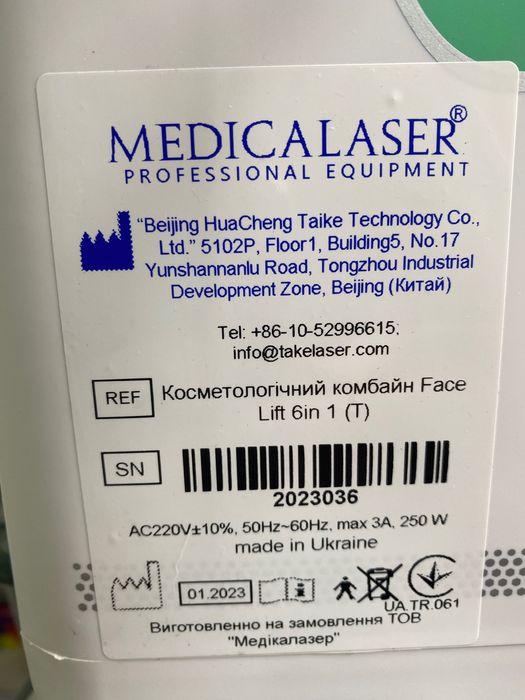 MEDICALASER®
PROFESSIONAL EQUIPMENT
"Beijing HuaCheng Taike Technology Co.,
Ltd." 5102P, Floor1, Building5, No.17
Yunshannanlu Road, Tongzhou Industrial
Development Zone, Beijing (Китай)
Tel: +86-10-52996615;
info@takelaser.com
REF
Косметологічний комбайн Face
Lift 6in 1 (T)
SN
2023036
AC220V±10%, 50Hz~60Hz, max 3A, 250 W
made in Ukraine
01.2023
UA.TR.061
Виготовленно на замовлення ТОВ
"Медікалазер"